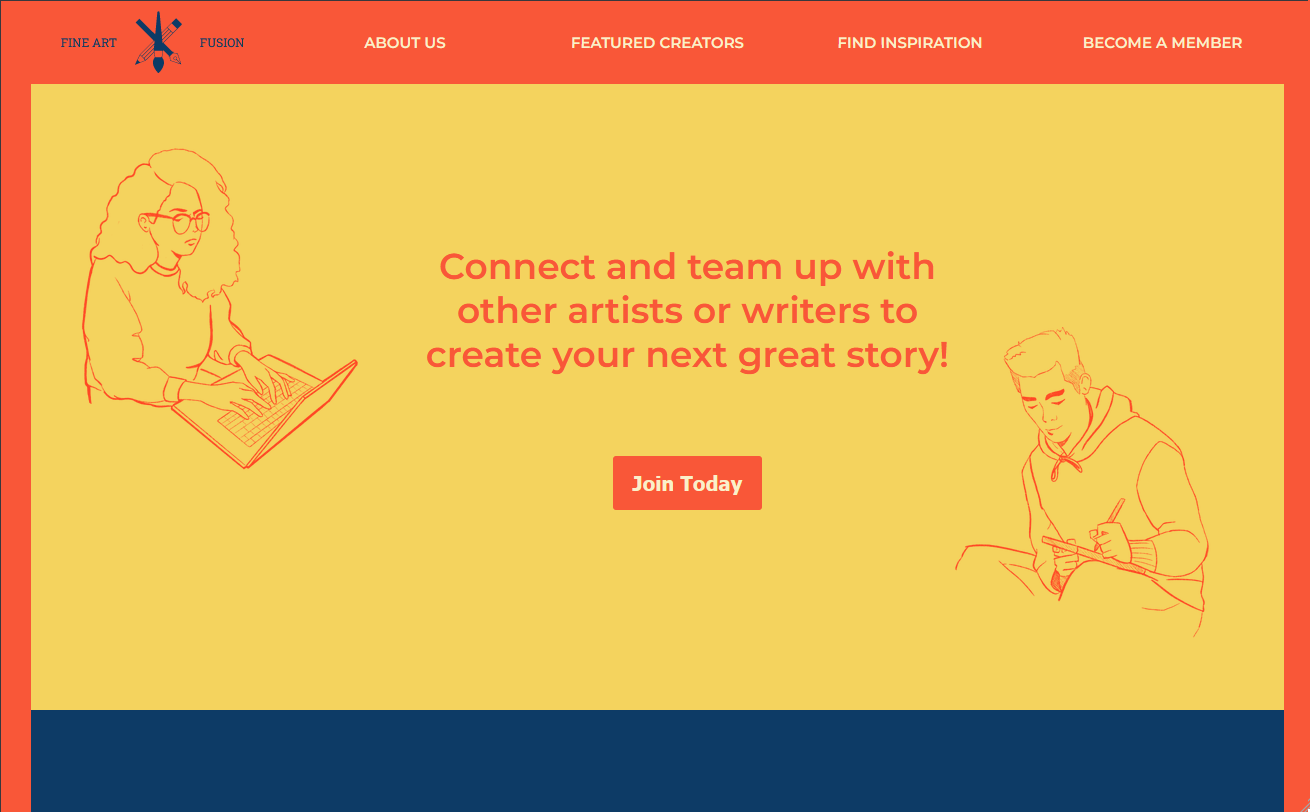 FINE ART FUSION
ABOUT US
FEATURED CREATORS
FIND INSPIRATION
BECOME A MEMBER
Connect and team up with
other artists or writers to
create your next great story!
Join Today